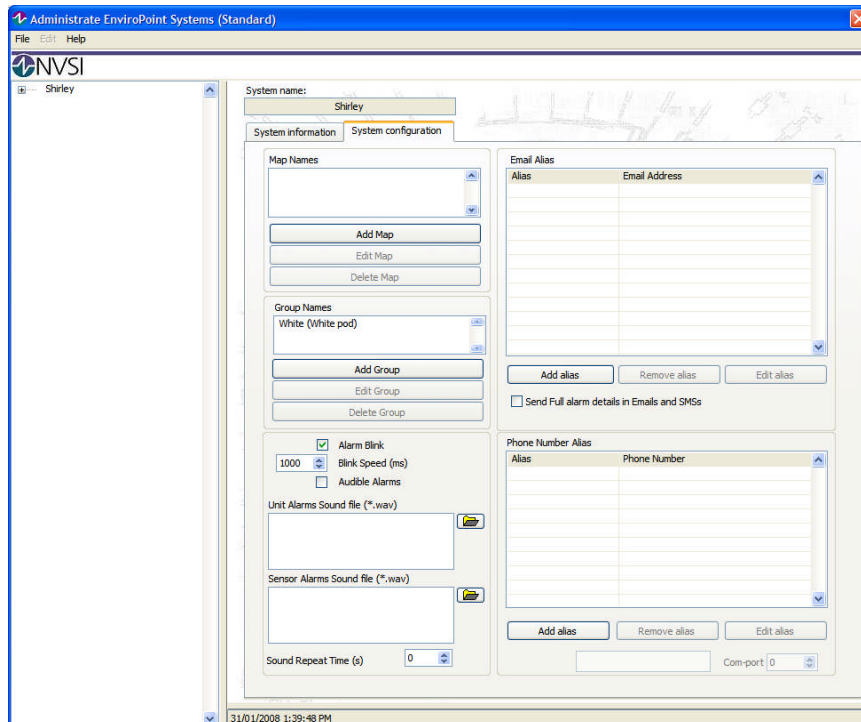 Administrate EnviroPoint Systems (Standard)
File Edit Help
NVSI
Shirley
System name:
Shirley
System information System configuration
Map Names
Add Map
Edit Map
Delete Map
Group Names
White (White pod)
Add Group
Edit Group
Delete Group
Alarm Blink
1000 Blink Speed (ms)
Audible Alarms
Unit Alarms Sound file (*.wav)
Sensor Alarms Sound file (*.wav)
Sound Repeat Time (s) 0
Email Alias
Alias Email Address
Add alias Remove alias Edit alias
Send Full alarm details in Emails and SMSs
Phone Number Alias
Alias Phone Number
Add alias Remove alias Edit alias
Com-port 0
31/01/2008 1:39:48 PM